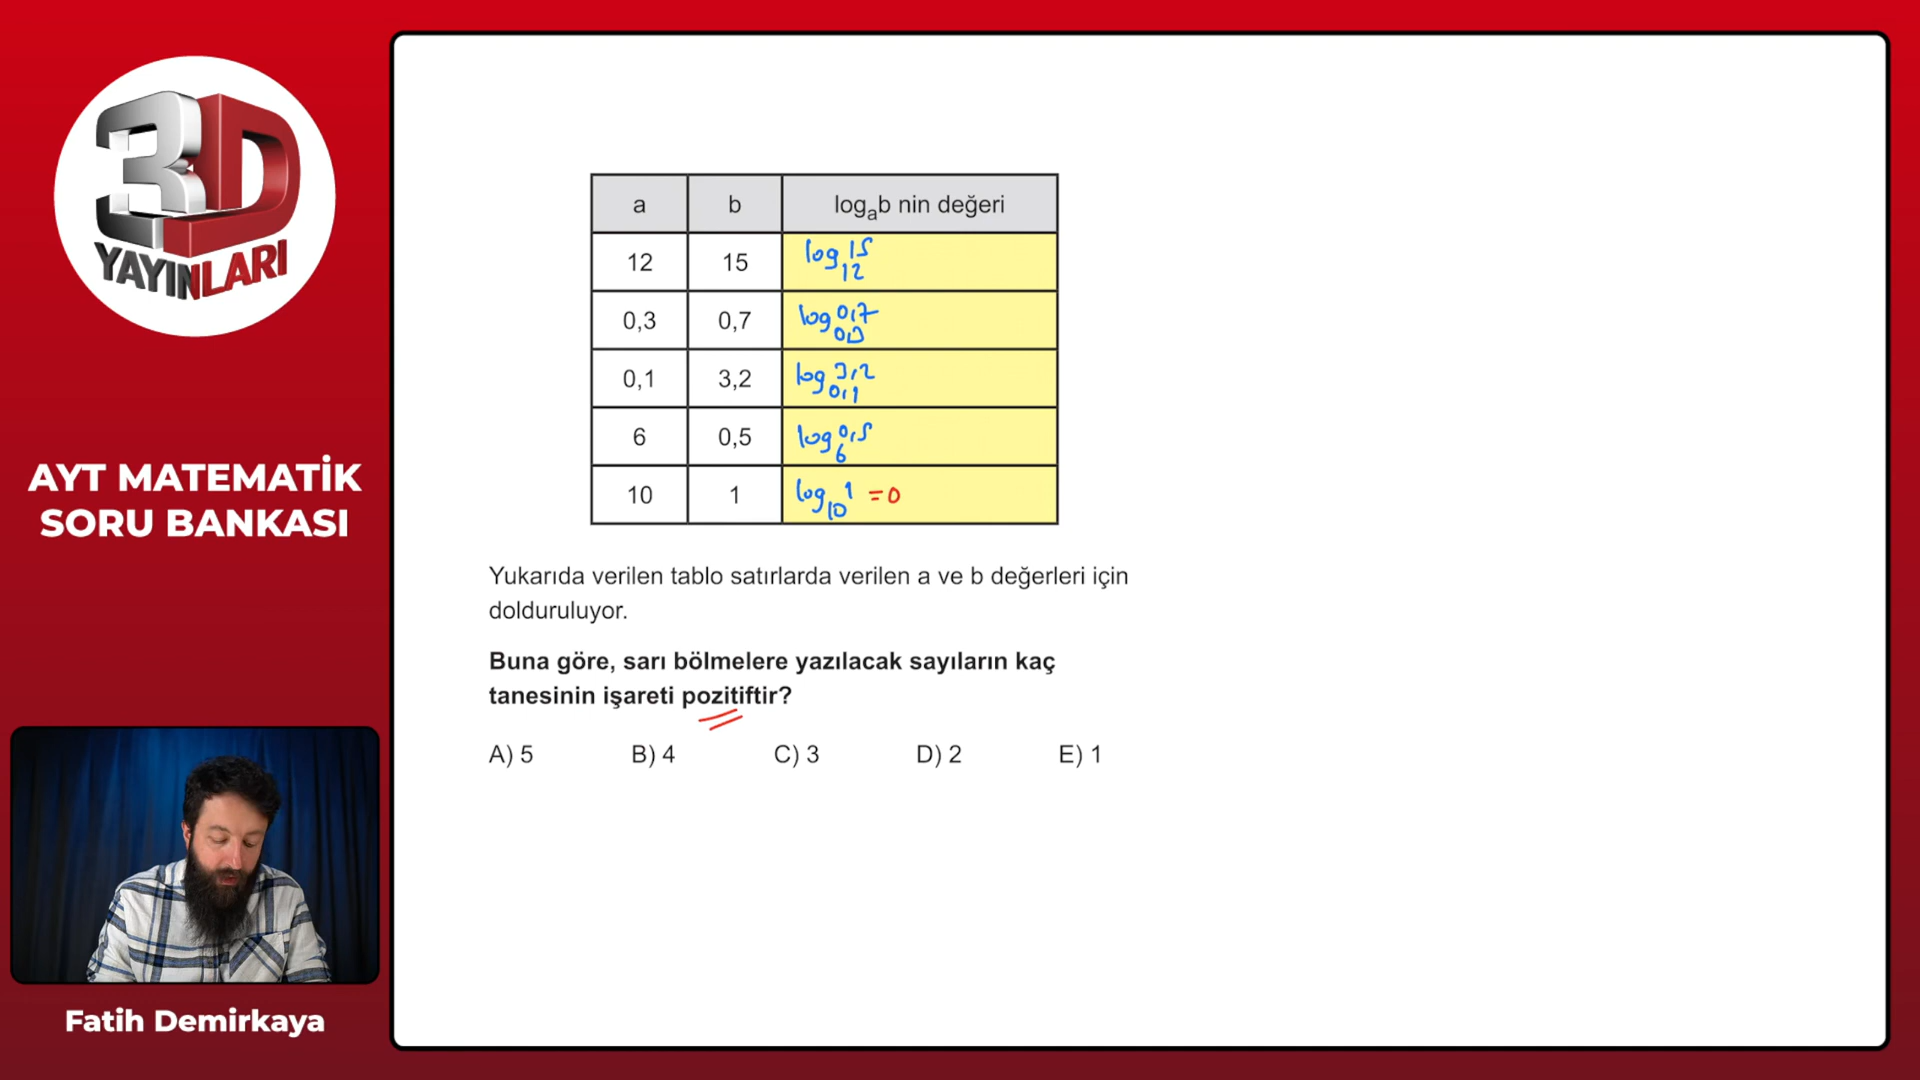 3D
YAYINLARI
AYT MATEMATİK
SORU BANKASI
Fatih Demirkaya
a b logab nin değeri
12 15 log12 15
0,3 0,7 log0,3 0,7
0,1 3,2 log0,1 3,2
6 0,5 log6 0,5
10 1 log10 1 = 0
Yukarıda verilen tablo satırlarda verilen a ve b değerleri için
dolduruluyor.
Buna göre, sarı bölmelere yazılacak sayıların kaç
tanesinin işareti pozitiftir?
A) 5 B) 4 C) 3 D) 2 E) 1